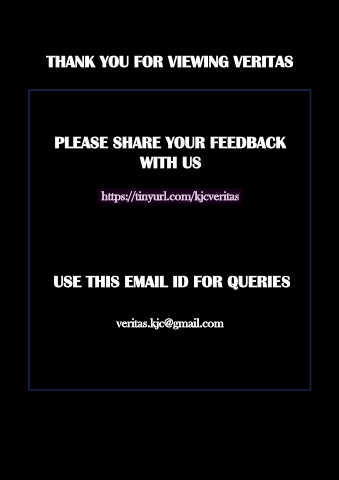 THANK YOU FOR VIEWING VERITAS
PLEASE SHARE YOUR FEEDBACK
WITH US
https://tinyurl.com/kjcveritas
USE THIS EMAIL ID FOR QUERIES
veritas.kjc@gmail.com